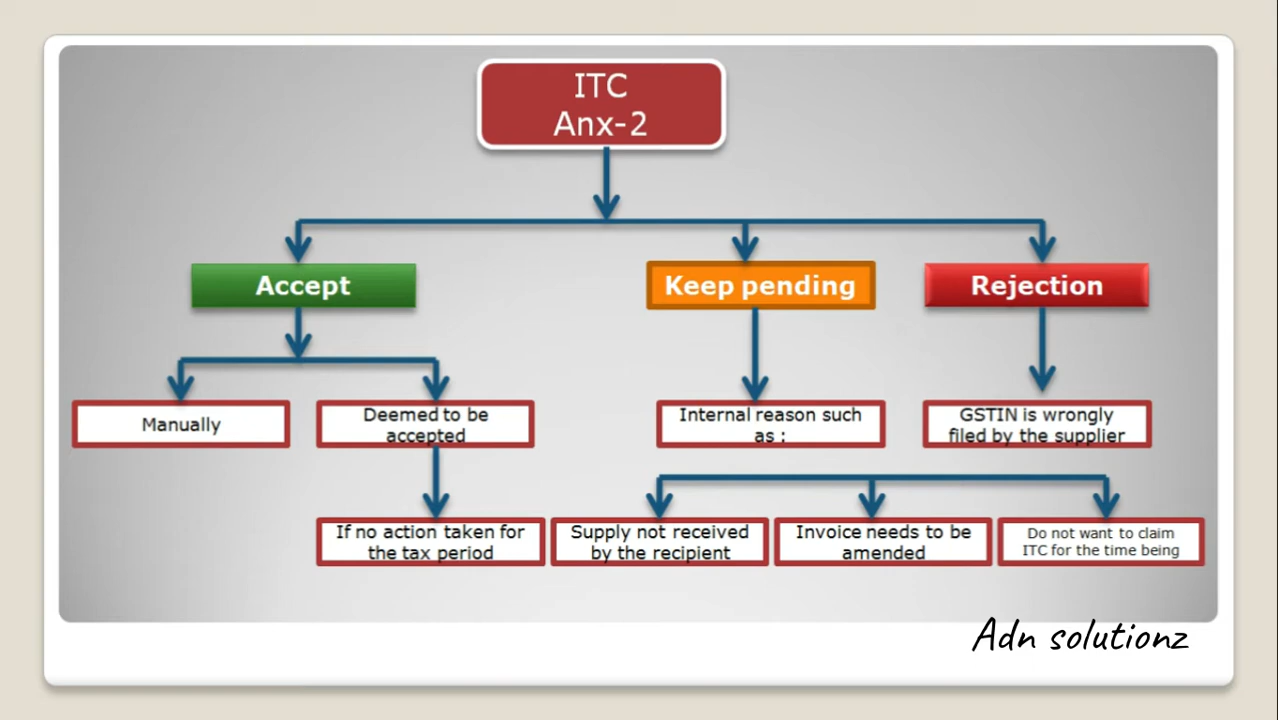 ITC
Anx-2
Accept
Keep pending
Rejection
Manually
Deemed to be
accepted
Internal reason such
as :
GSTIN is wrongly
filed by the supplier
If no action taken for
the tax period
Supply not received
by the recipient
Invoice needs to be
amended
Do not want to claim
ITC for the time being
Adn solutionz